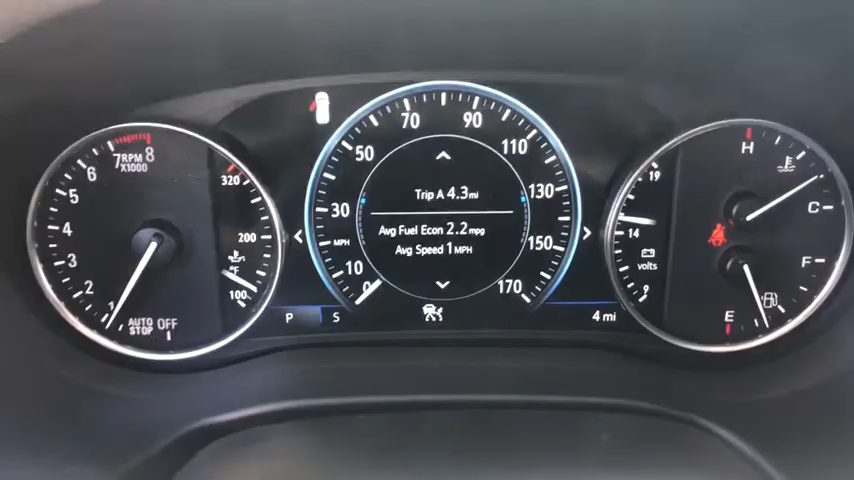 8
7 RPM
X1000
6
5
4
3
2
1
AUTO
STOP OFF
320
200
°F
100
70 90
50 110
30 130
MPH 150
10 170
0
Trip A 4.3 mi
Avg Fuel Econ 2.2 mpg
Avg Speed 1 MPH
P S
4 mi
19
14
volts
9
H
C
F
E